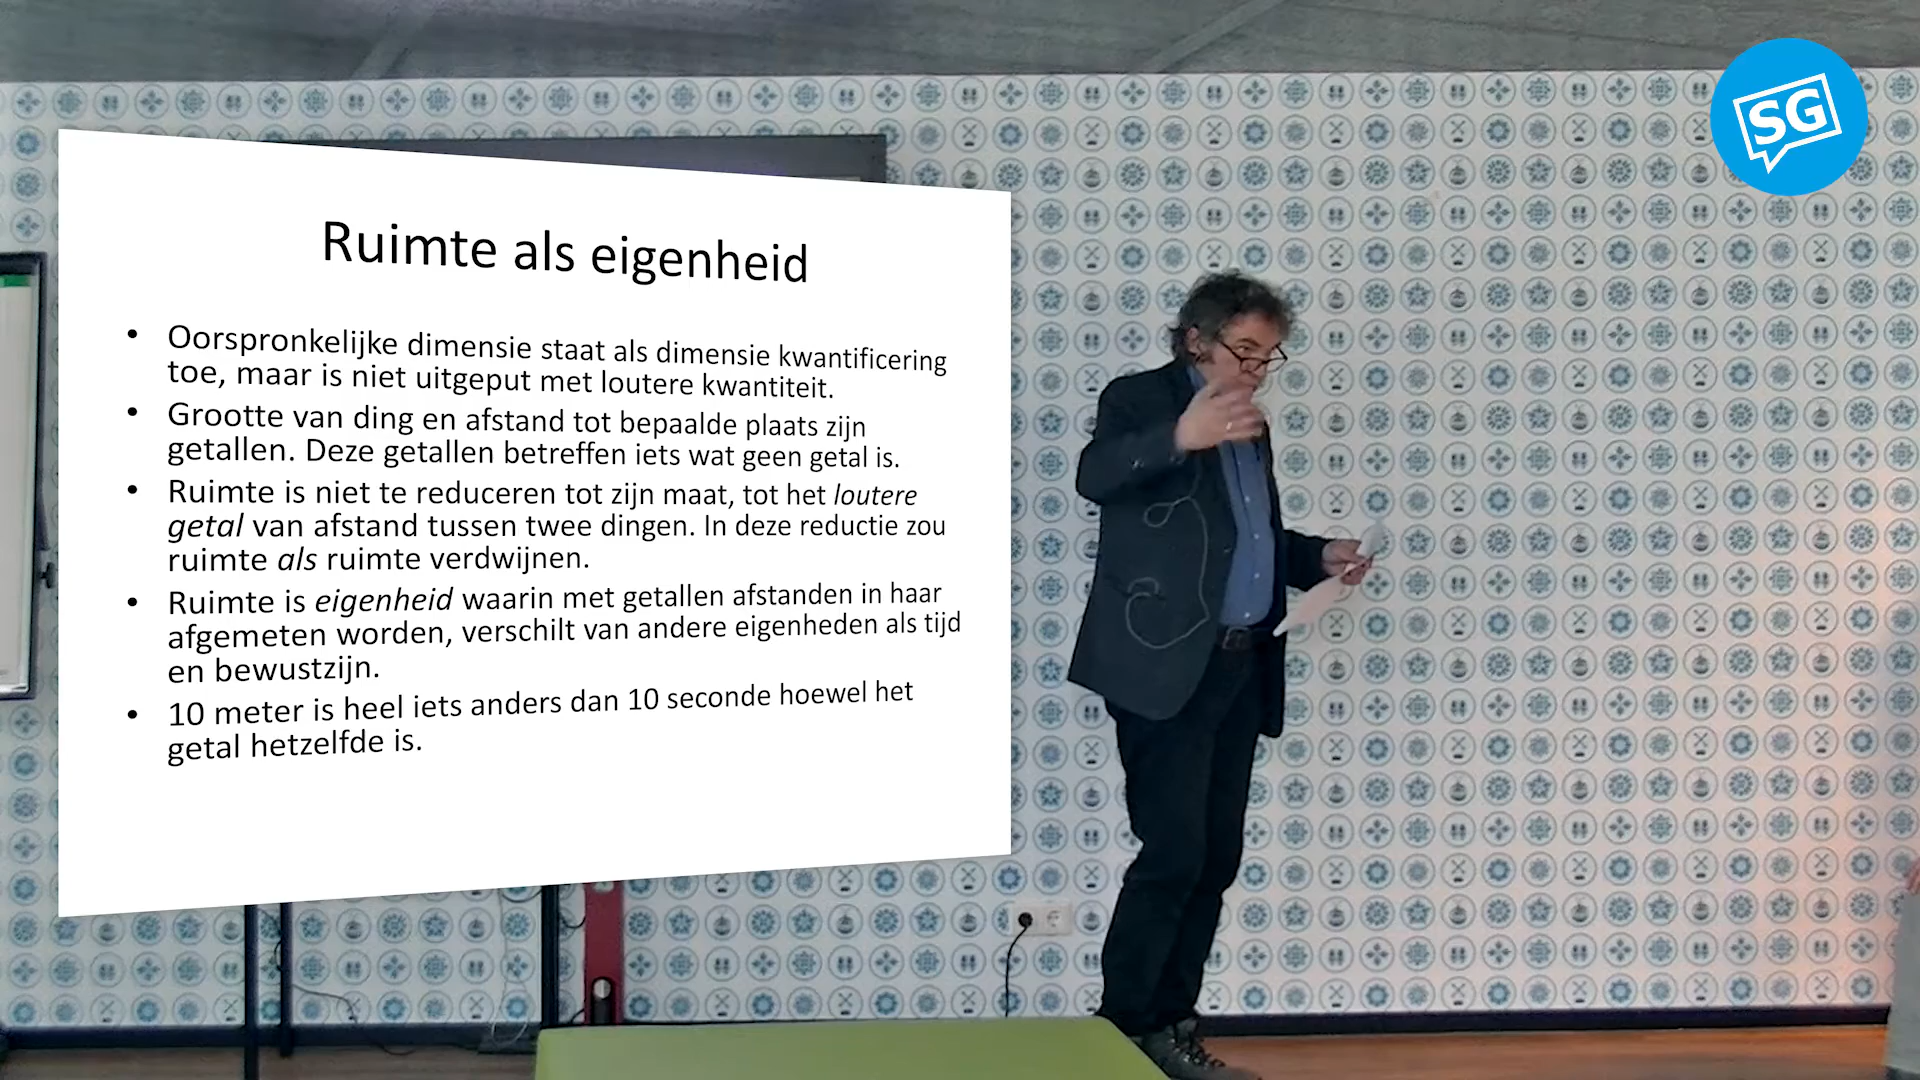 SG
Ruimte als eigenheid
• Oorspronkelijke dimensie staat als dimensie kwantificering
toe, maar is niet uitgeput met loutere kwantiteit.
• Grootte van ding en afstand tot bepaalde plaats zijn
getallen. Deze getallen betreffen iets wat geen getal is.
• Ruimte is niet te reduceren tot zijn maat, tot het loutere
getal van afstand tussen twee dingen. In deze reductie zou
ruimte als ruimte verdwijnen.
• Ruimte is eigenheid waarin met getallen afstanden in haar
afgemeten worden, verschilt van andere eigenheden als tijd
en bewustzijn.
• 10 meter is heel iets anders dan 10 seconde hoewel het
getal hetzelfde is.